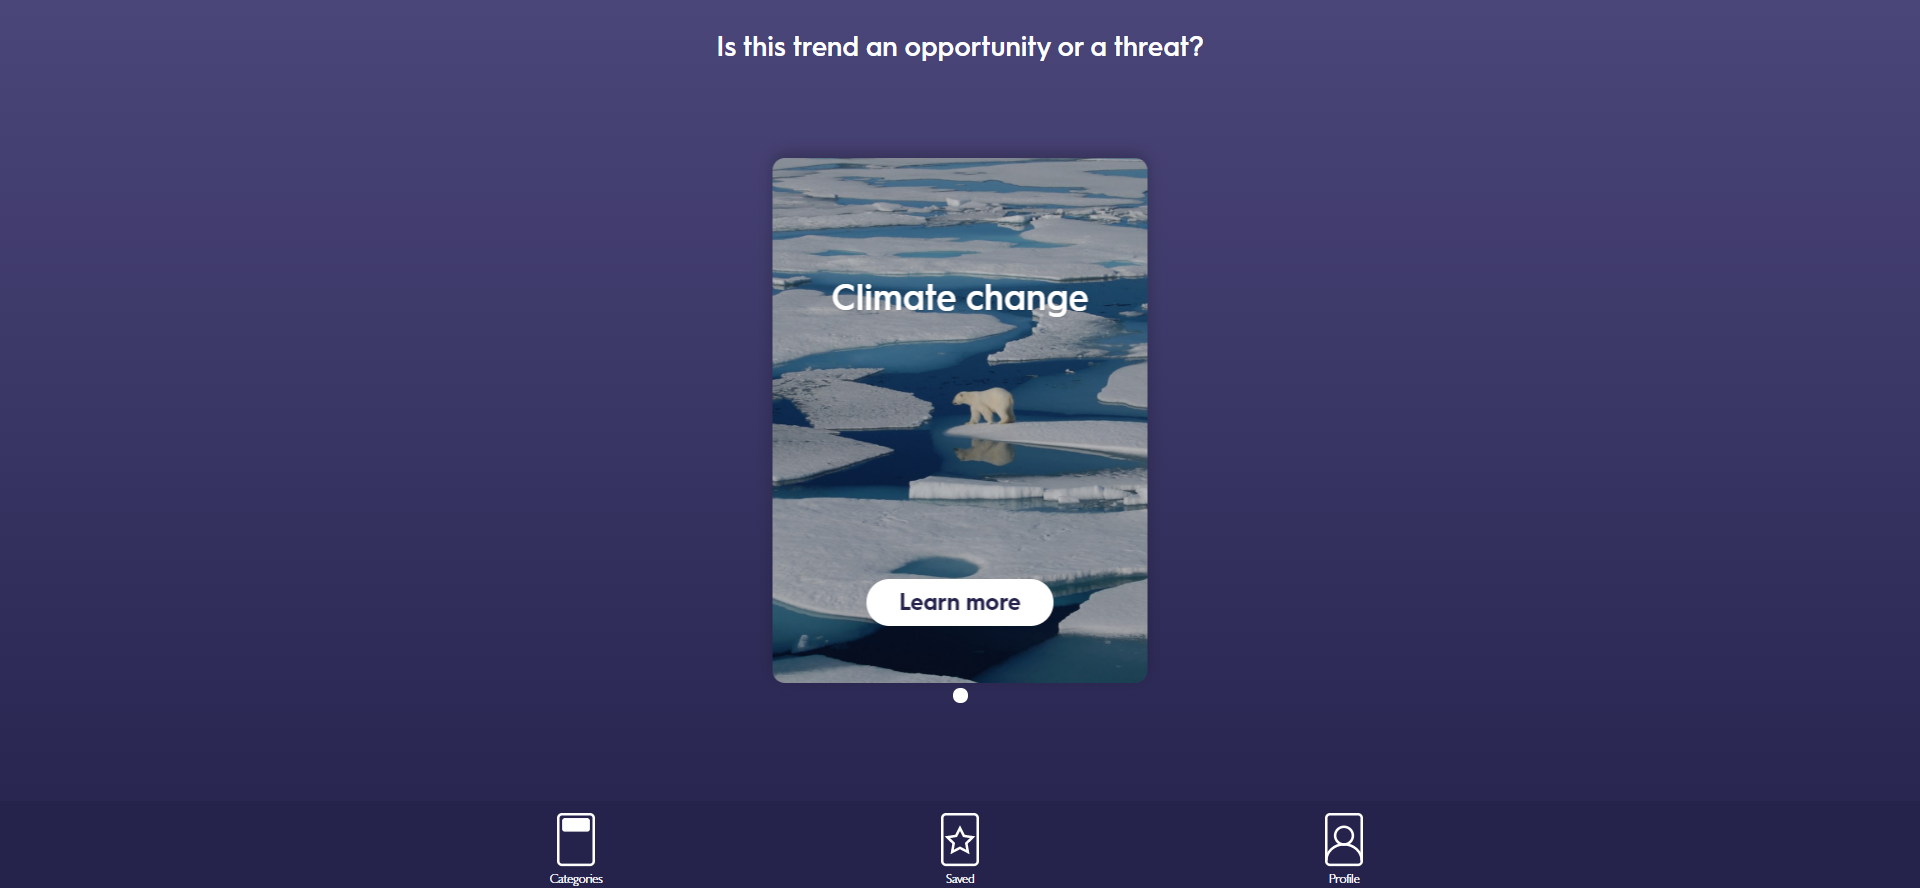 Is this trend an opportunity or a threat?
Climate change
Learn more
Categories
Saved
Profile